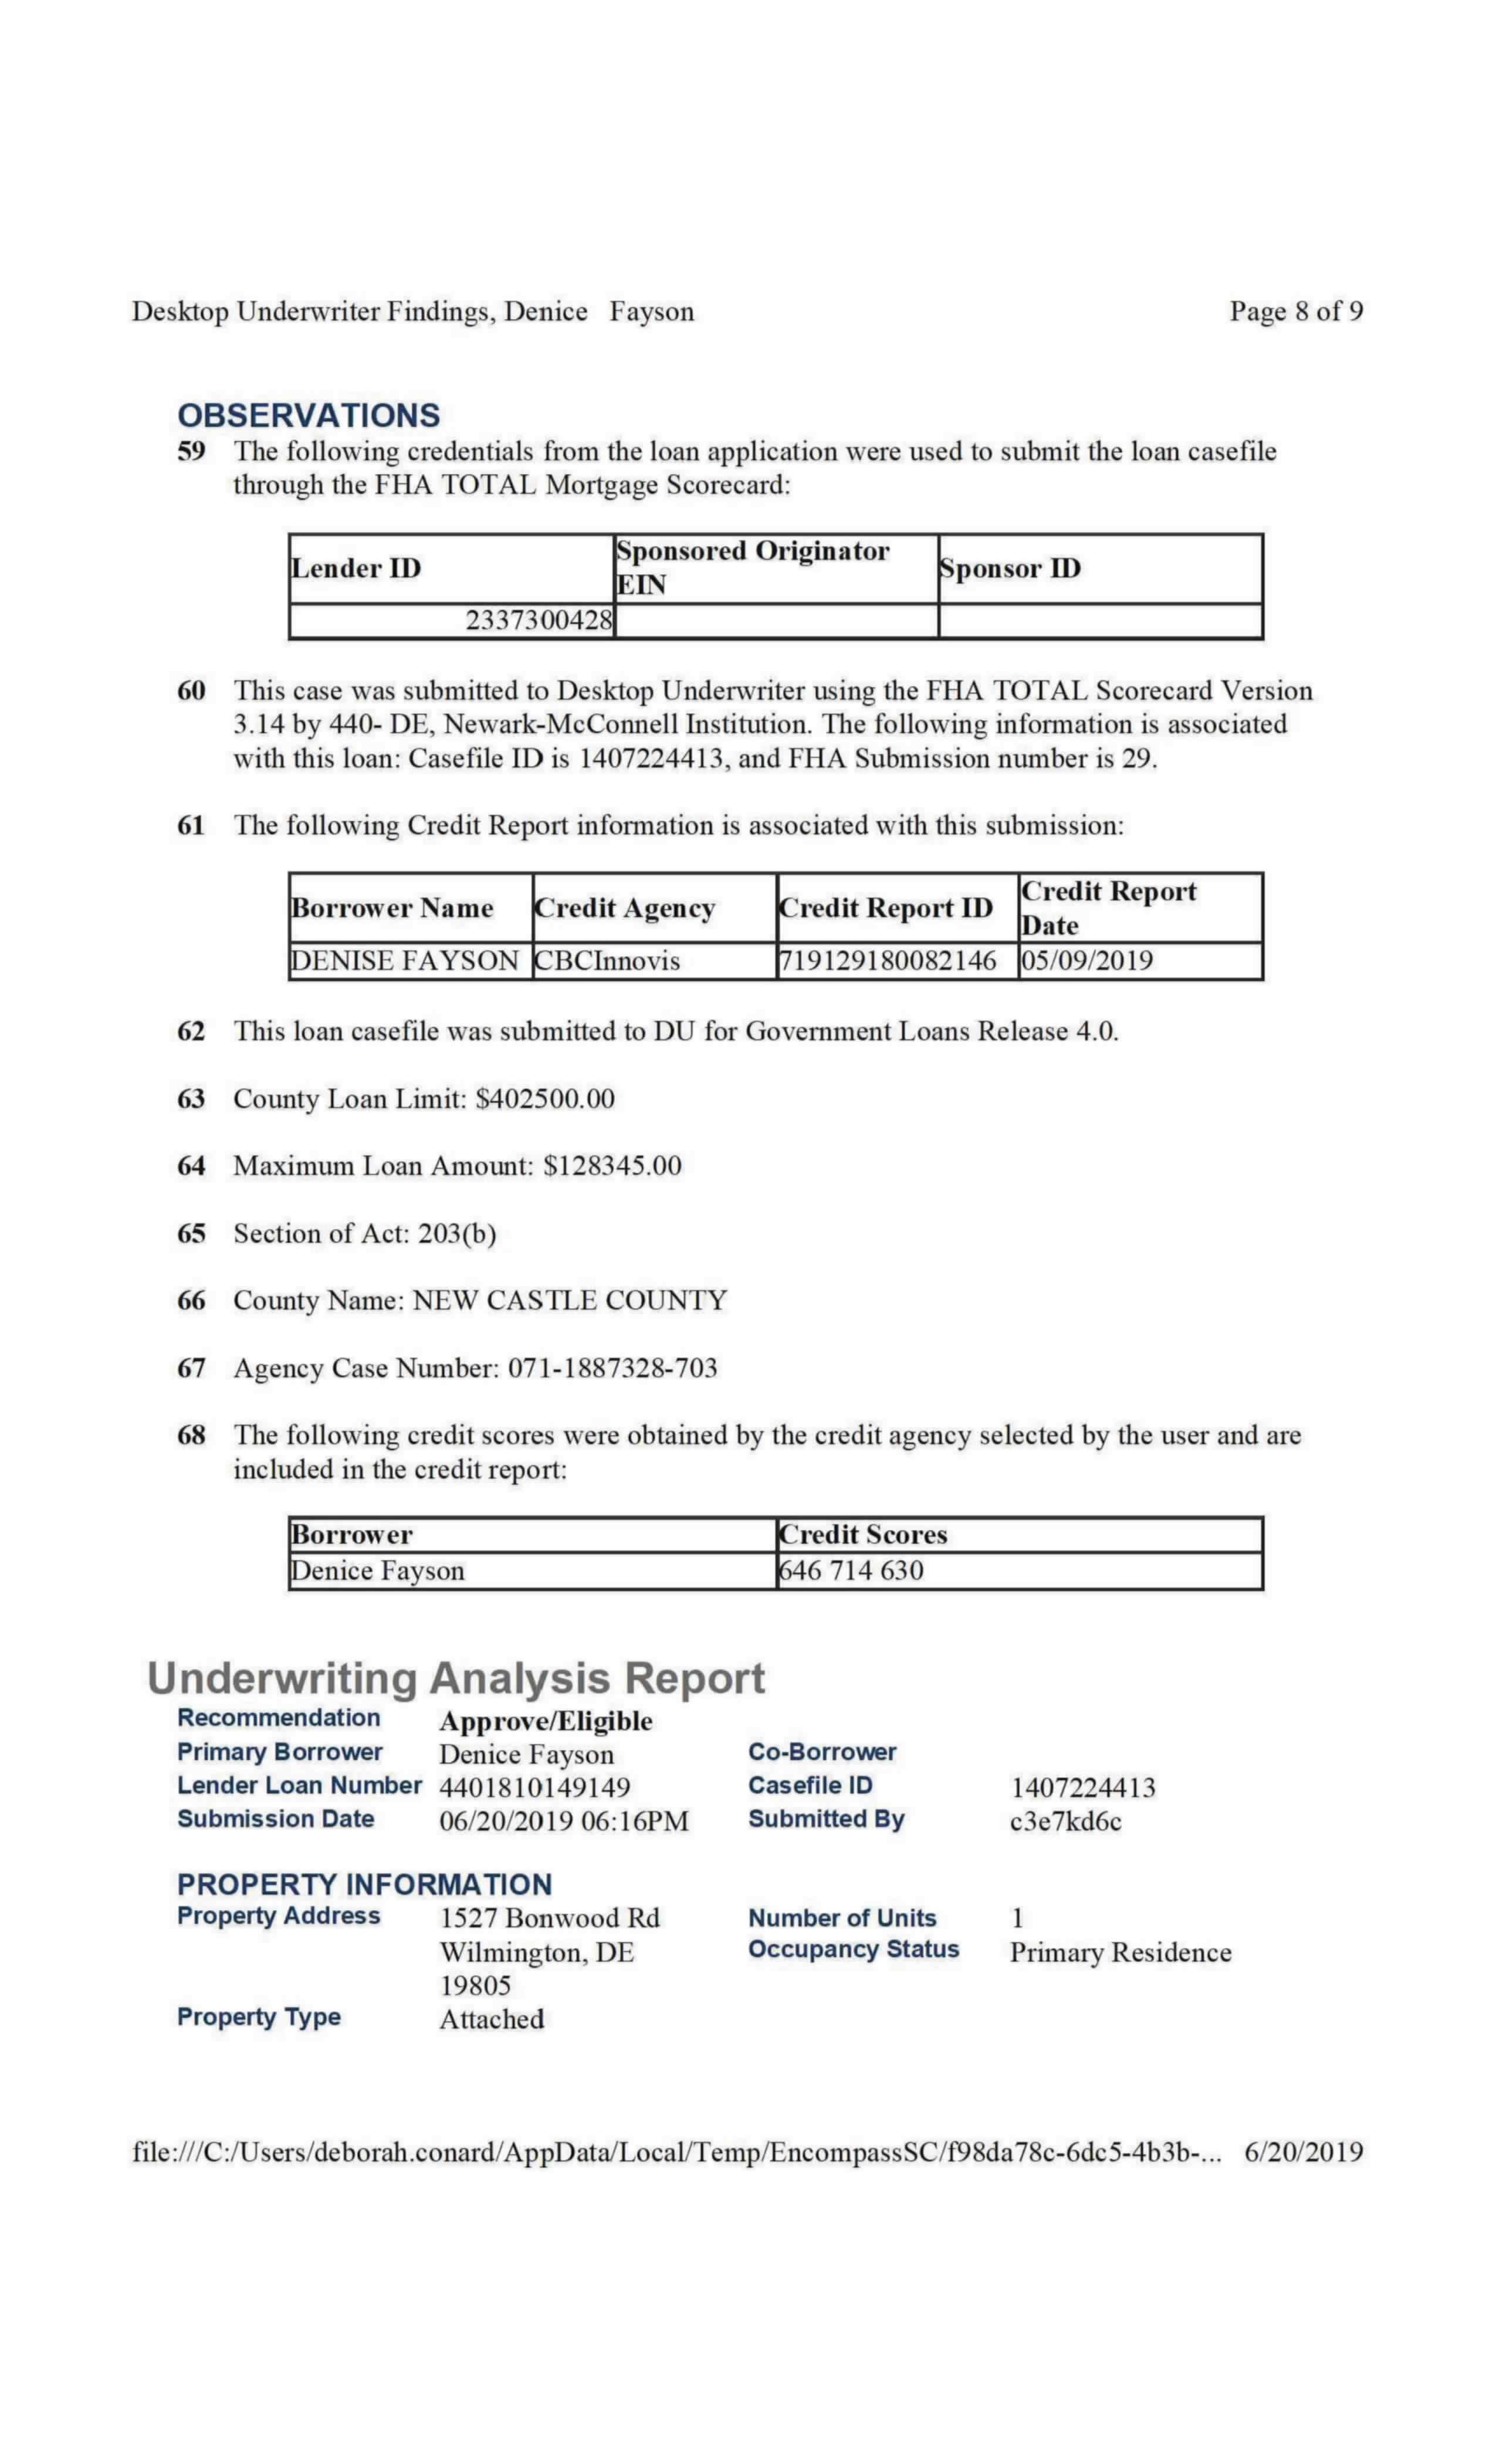 Desktop Underwriter Findings, Denice Fayson Page 8 of 9
OBSERVATIONS
59 The following credentials from the loan application were used to submit the loan casefile
through the FHA TOTAL Mortgage Scorecard:
Lender ID Sponsored Originator EIN Sponsor ID
2337300428
60 This case was submitted to Desktop Underwriter using the FHA TOTAL Scorecard Version
3.14 by 440- DE, Newark-McConnell Institution. The following information is associated
with this loan: Casefile ID is 1407224413, and FHA Submission number is 29.
61 The following Credit Report information is associated with this submission:
Borrower Name Credit Agency Credit Report ID Credit Report Date
DENISE FAYSON CBCInnovis 719129180082146 05/09/2019
62 This loan casefile was submitted to DU for Government Loans Release 4.0.
63 County Loan Limit: $402500.00
64 Maximum Loan Amount: $128345.00
65 Section of Act: 203(b)
66 County Name: NEW CASTLE COUNTY
67 Agency Case Number: 071-1887328-703
68 The following credit scores were obtained by the credit agency selected by the user and are
included in the credit report:
Borrower Credit Scores
Denice Fayson 646 714 630
Underwriting Analysis Report
Recommendation Approve/Eligible
Primary Borrower Denice Fayson Co-Borrower
Lender Loan Number 4401810149149 Casefile ID 1407224413
Submission Date 06/20/2019 06:16PM Submitted By c3e7kd6c
PROPERTY INFORMATION
Property Address 1527 Bonwood Rd Number of Units 1
Wilmington, DE Occupancy Status Primary Residence
19805
Property Type Attached
file:///C:/Users/deborah.conard/AppData/Local/Temp/EncompassSC/f98da78c-6dc5-4b3b-... 6/20/2019